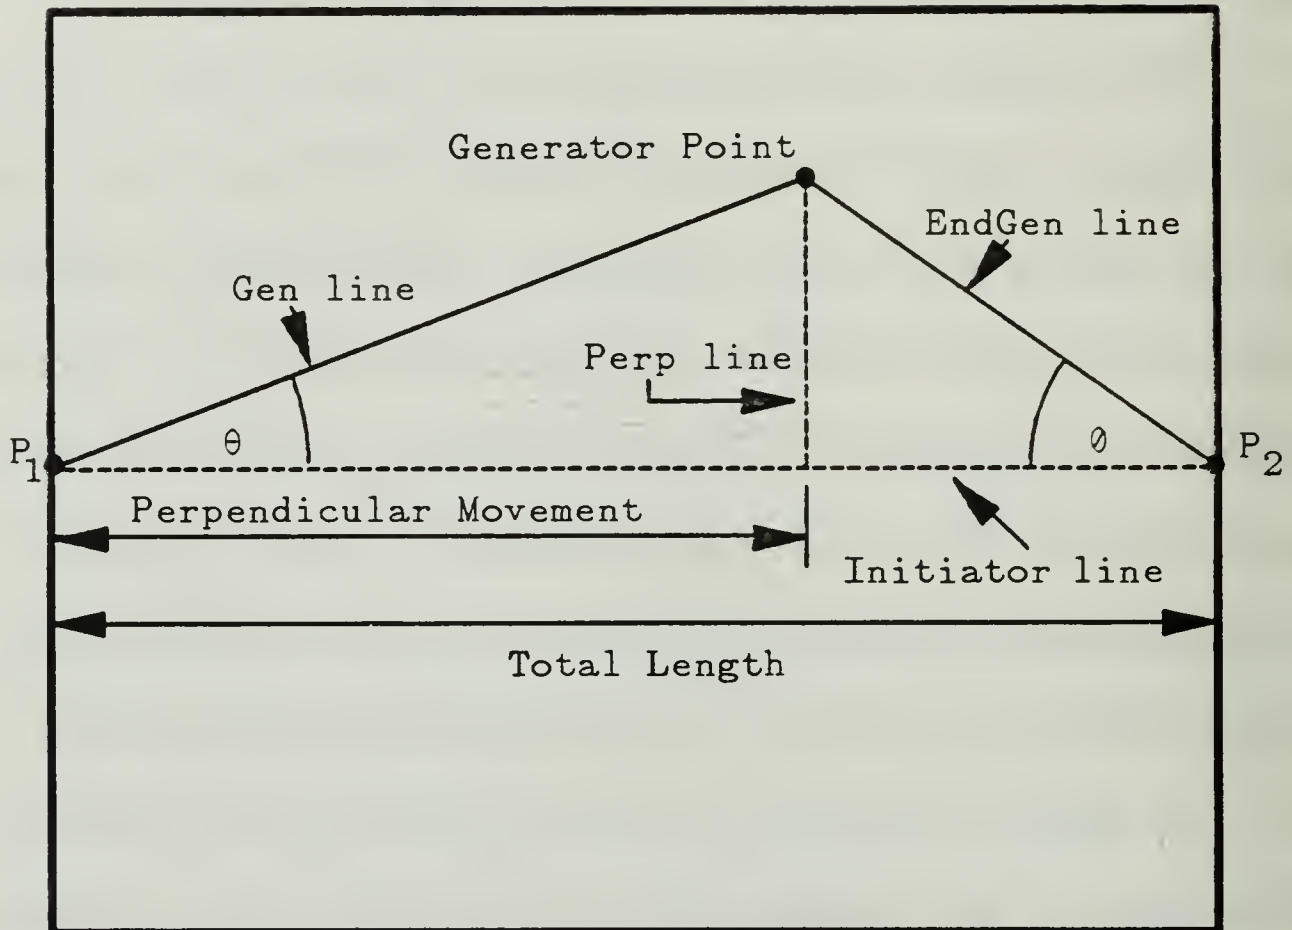 Generator Point
EndGen line
Gen line
Perp line
P1
θ
Ø
P2
Perpendicular Movement
Initiator line
Total Length